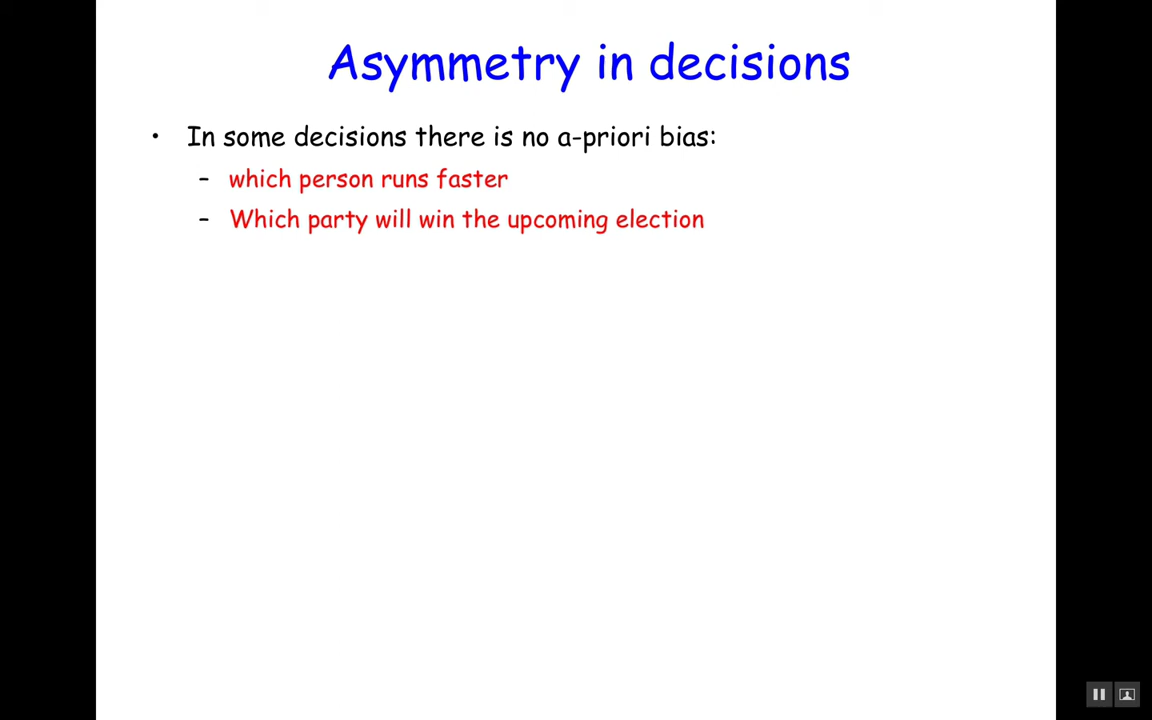 Asymmetry in decisions
• In some decisions there is no a-priori bias:
– which person runs faster
– Which party will win the upcoming election